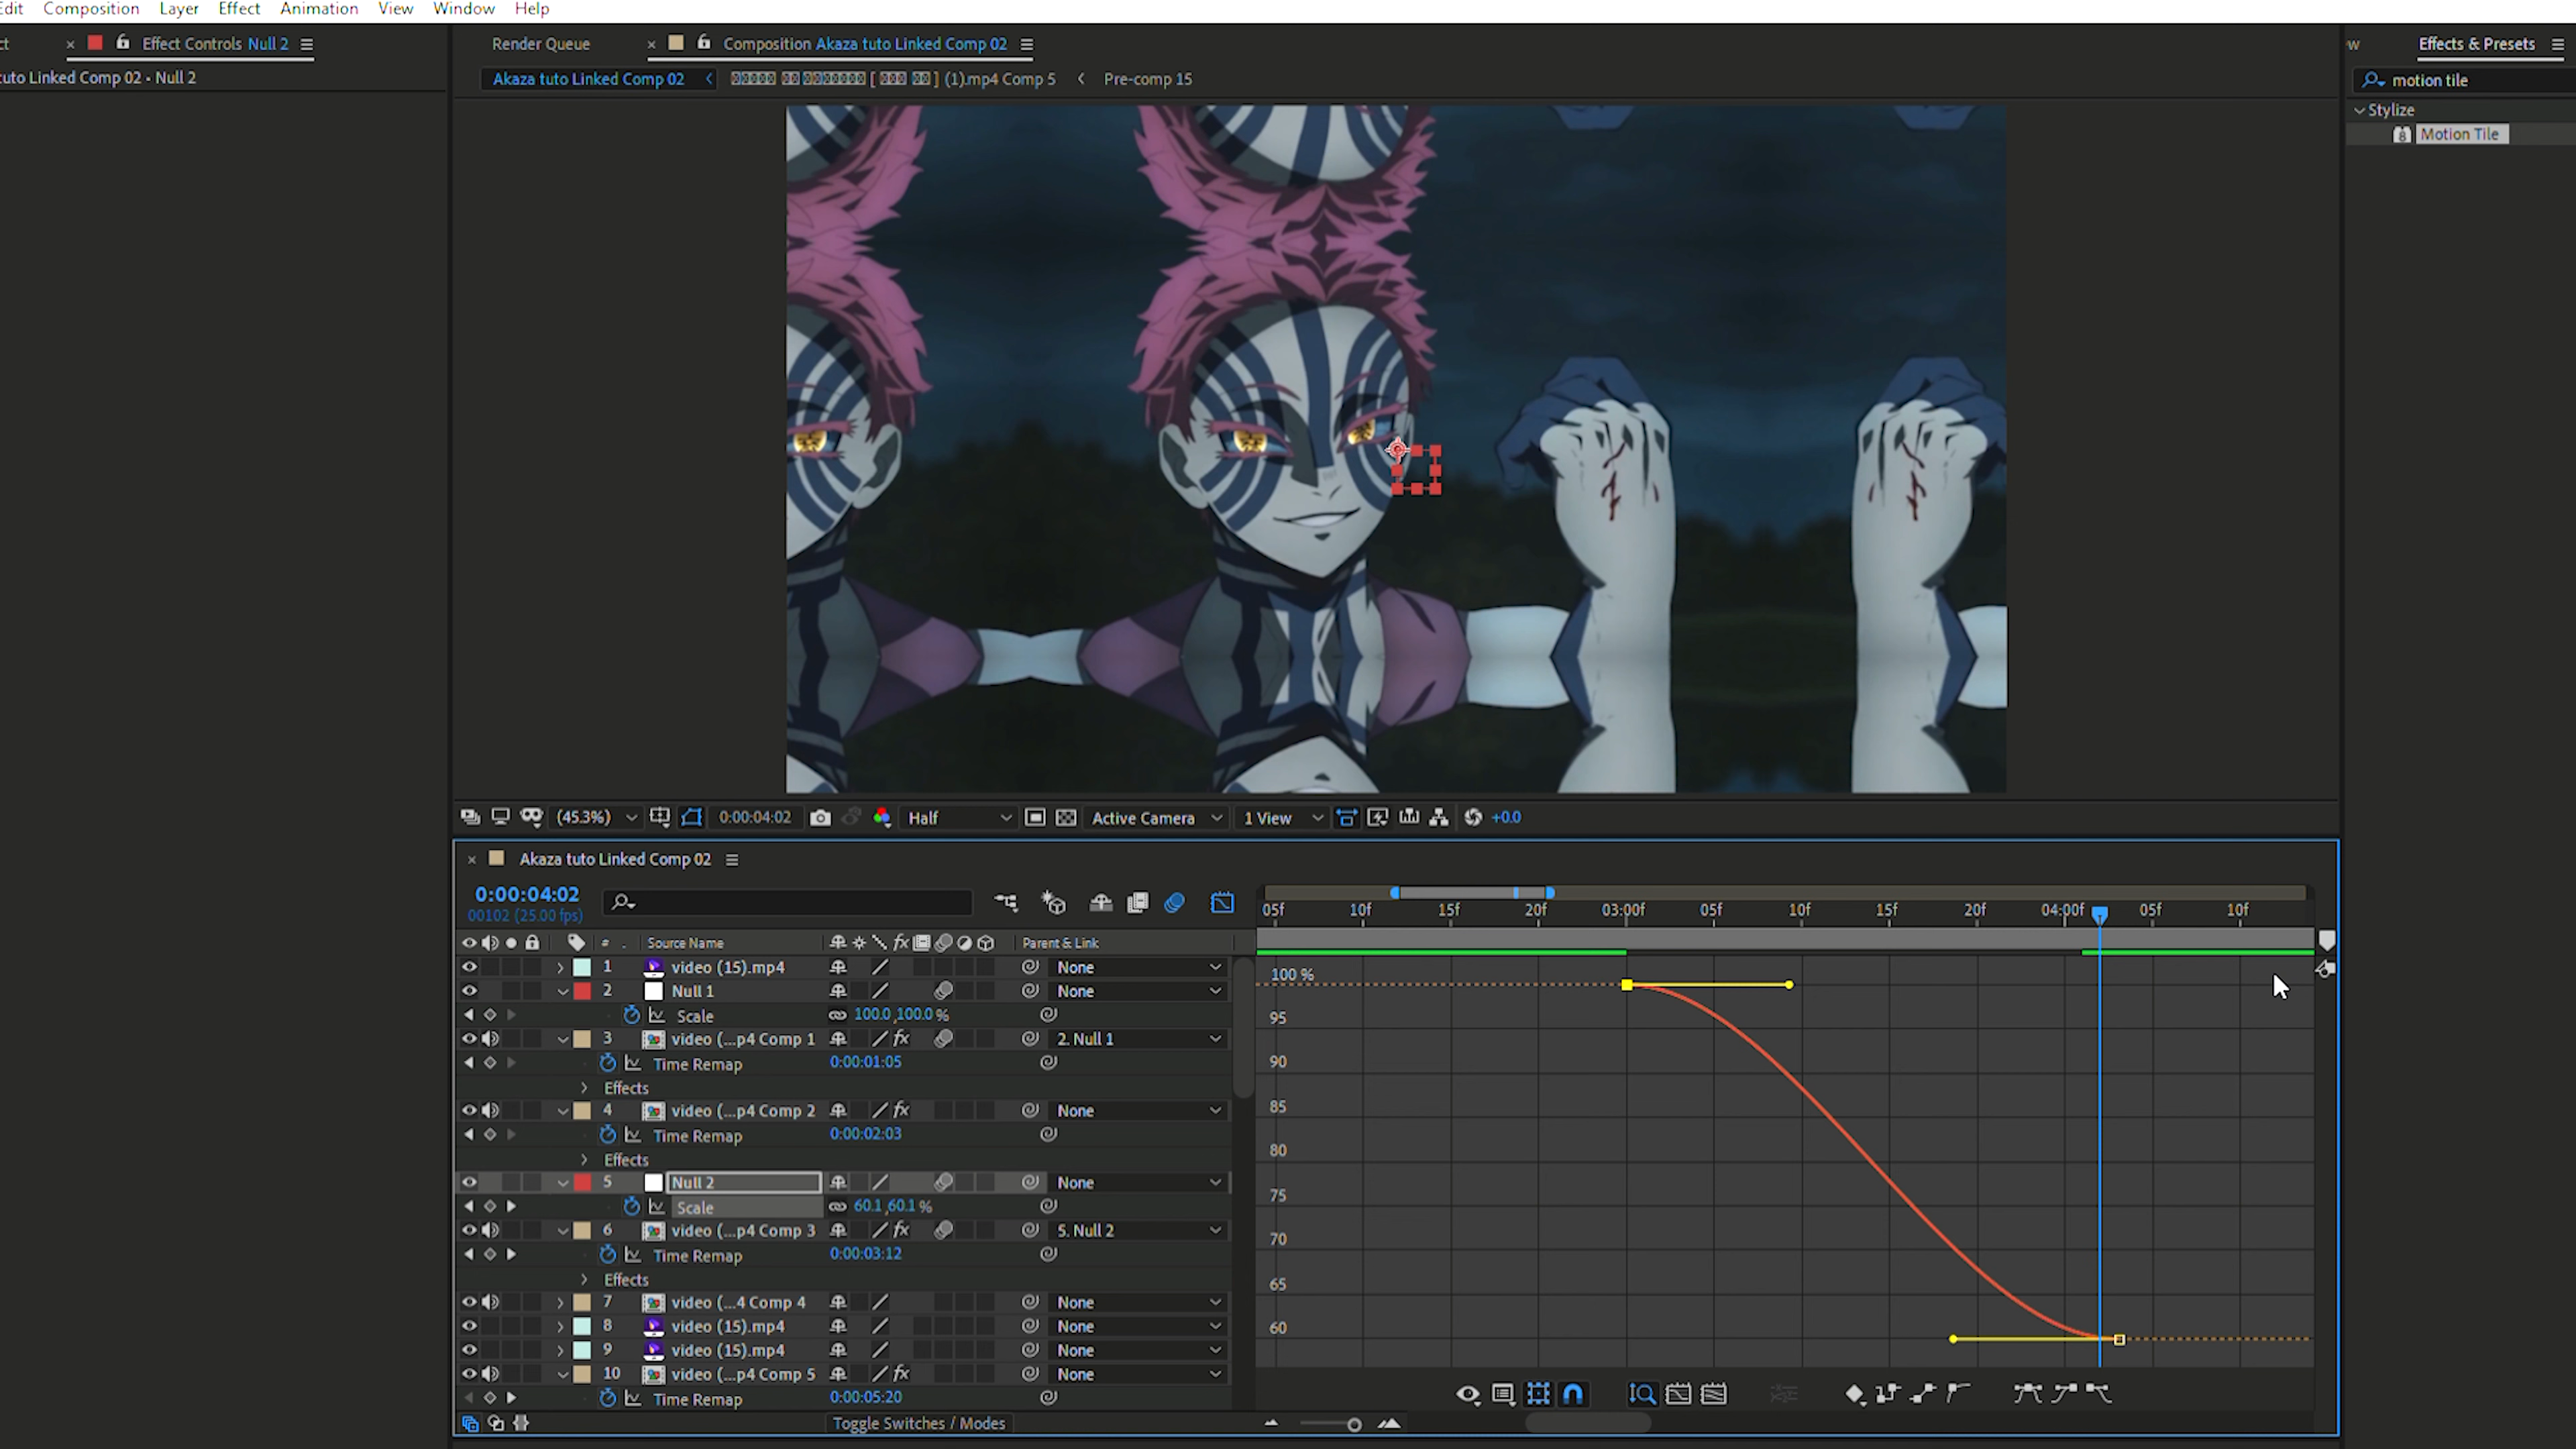 Edit Composition Layer Effect Animation View Window Help
Effect Controls Null 2
Render Queue
Composition Akaza tuto Linked Comp 02
Effects & Presets
tuto Linked Comp 02 • Null 2
Akaza tuto Linked Comp 02
(1).mp4 Comp 5
Pre-comp 15
motion tile
Stylize
Motion Tile
(45.3%)
0:00:04:02
Half
Active Camera
1 View
+0.0
Akaza tuto Linked Comp 02
0:00:04:02
00102 (25.00 fps)
05f 10f 15f 20f 03:00f 05f 10f 15f 20f 04:00f 05f 10f
# Source Name fx Parent & Link
1 video (15).mp4 None
2 Null 1 None
Scale 100.0,100.0 %
3 video (...p4 Comp 1 fx 2. Null 1
Time Remap 0:00:01:05
Effects
4 video (...p4 Comp 2 fx None
Time Remap 0:00:02:03
Effects
5 Null 2 None
Scale 60.1,60.1 %
6 video (...p4 Comp 3 fx 5. Null 2
Time Remap 0:00:03:12
Effects
7 video (...4 Comp 4 None
8 video (15).mp4 None
9 video (15).mp4 None
10 video (...p4 Comp 5 fx None
Time Remap 0:00:05:20
Toggle Switches / Modes
100 %
95
90
85
80
75
70
65
60